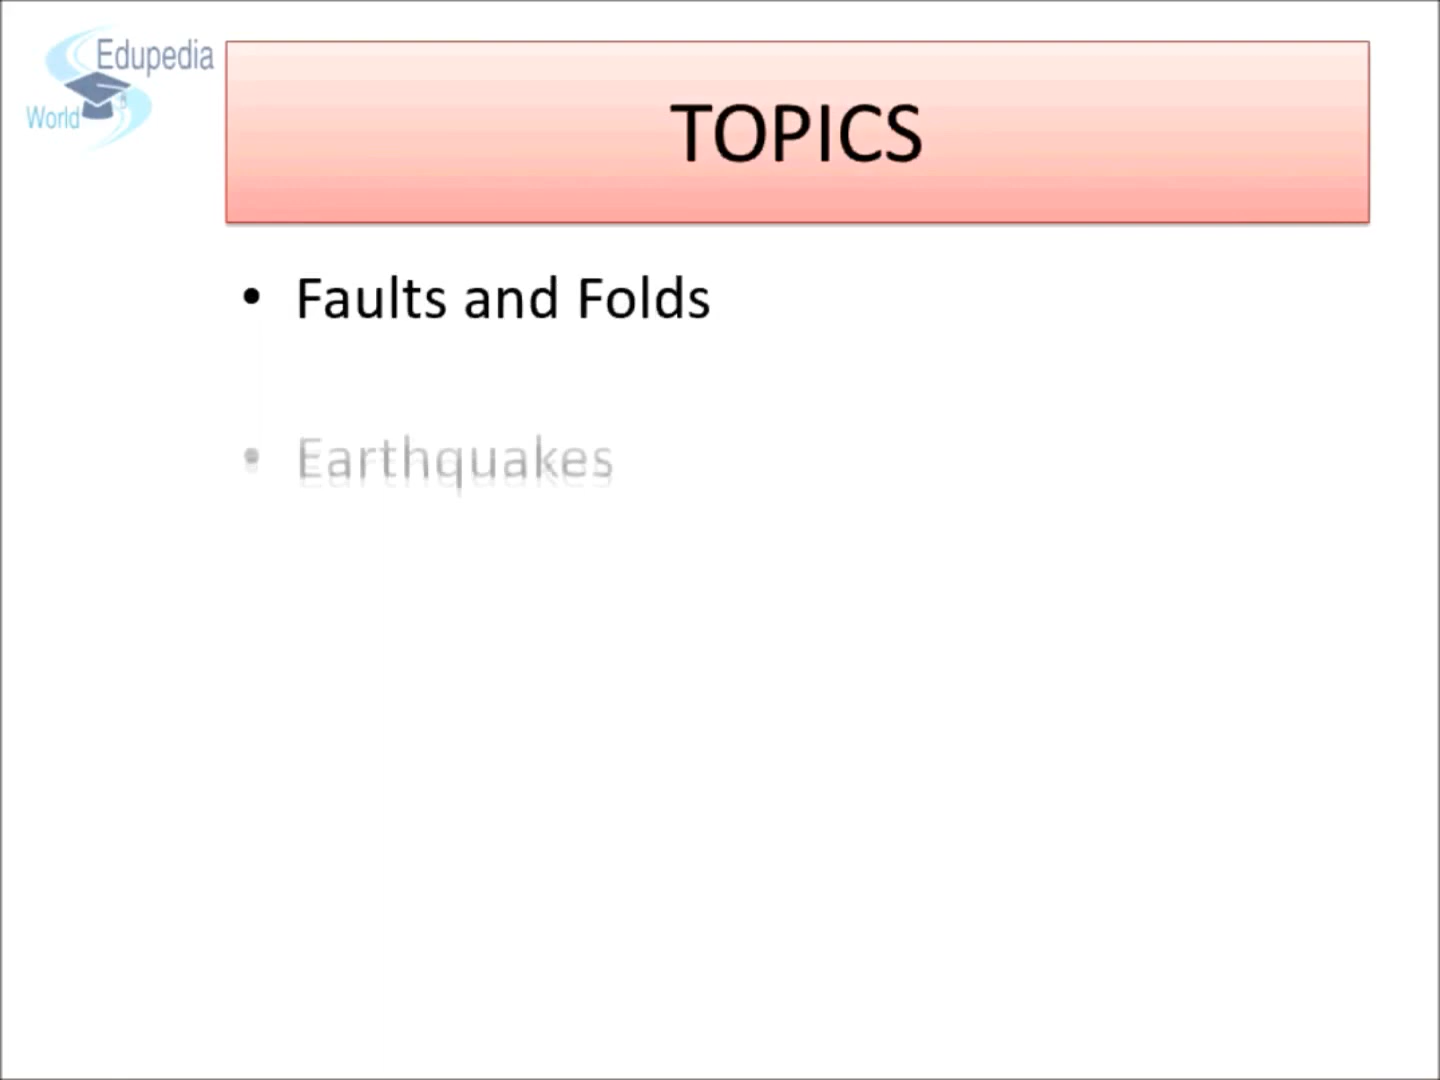 Edupedia
World
TOPICS
• Faults and Folds
• Earthquakes